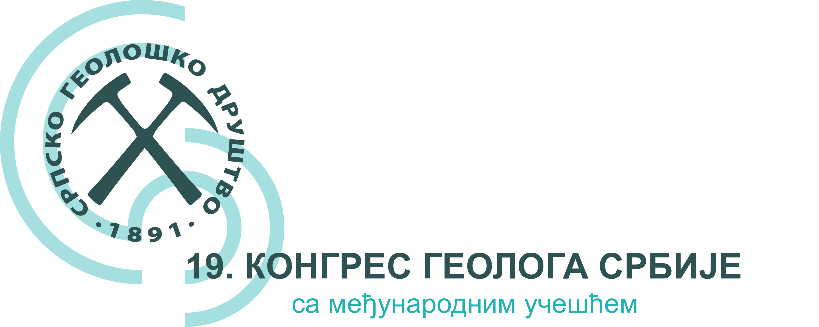 СРПСКО ГЕОЛОШКО ДРУШТВО
· 1891 ·
19. КОНГРЕС ГЕОЛОГА СРБИЈЕ
са међународним учешћем